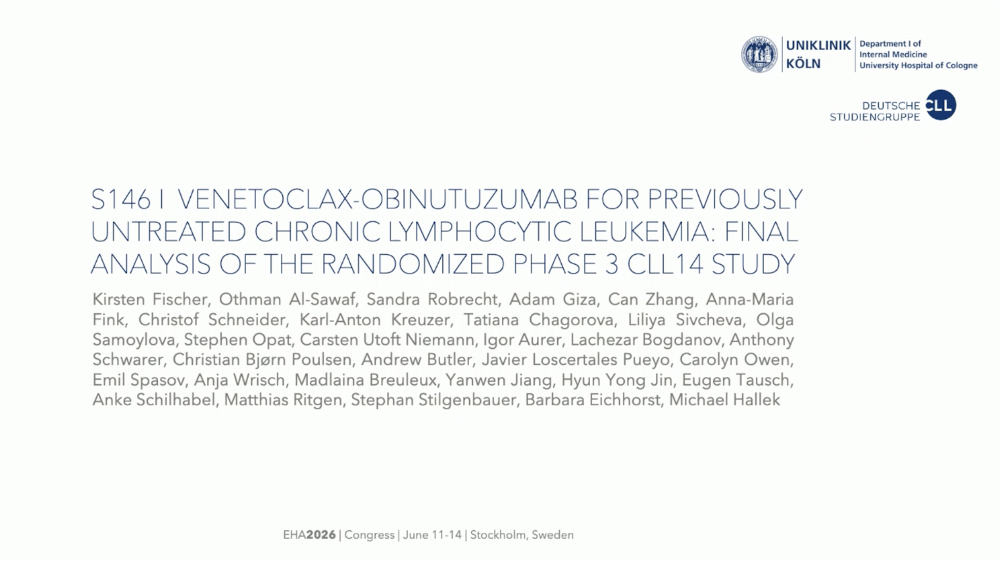 UNIKLINIK
KÖLN
Department I of
Internal Medicine
University Hospital of Cologne
DEUTSCHE
STUDIENGRUPPE
CLL
S146 I VENETOCLAX-OBINUTUZUMAB FOR PREVIOUSLY
UNTREATED CHRONIC LYMPHOCYTIC LEUKEMIA: FINAL
ANALYSIS OF THE RANDOMIZED PHASE 3 CLL14 STUDY
Kirsten Fischer, Othman Al-Sawaf, Sandra Robrecht, Adam Giza, Can Zhang, Anna-Maria
Fink, Christof Schneider, Karl-Anton Kreuzer, Tatiana Chagorova, Liliya Sivcheva, Olga
Samoylova, Stephen Opat, Carsten Utoft Niemann, Igor Aurer, Lachezar Bogdanov, Anthony
Schwarer, Christian Bjørn Poulsen, Andrew Butler, Javier Loscertales Pueyo, Carolyn Owen,
Emil Spasov, Anja Wrisch, Madlaina Breuleux, Yanwen Jiang, Hyun Yong Jin, Eugen Tausch,
Anke Schilhabel, Matthias Ritgen, Stephan Stilgenbauer, Barbara Eichhorst, Michael Hallek
EHA2026 | Congress | June 11-14 | Stockholm, Sweden